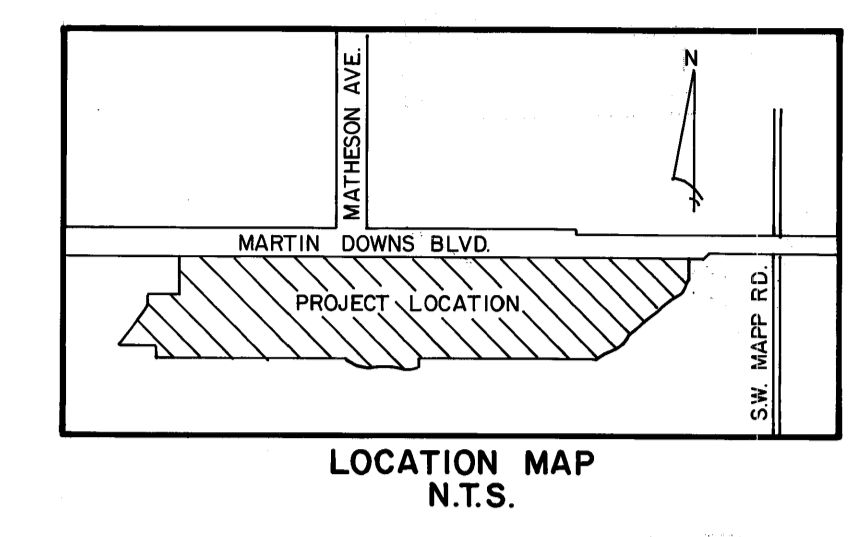 MATHESON AVE.
N
MARTIN DOWNS BLVD.
PROJECT LOCATION
S.W. MAPP RD.
LOCATION MAP
N.T.S.